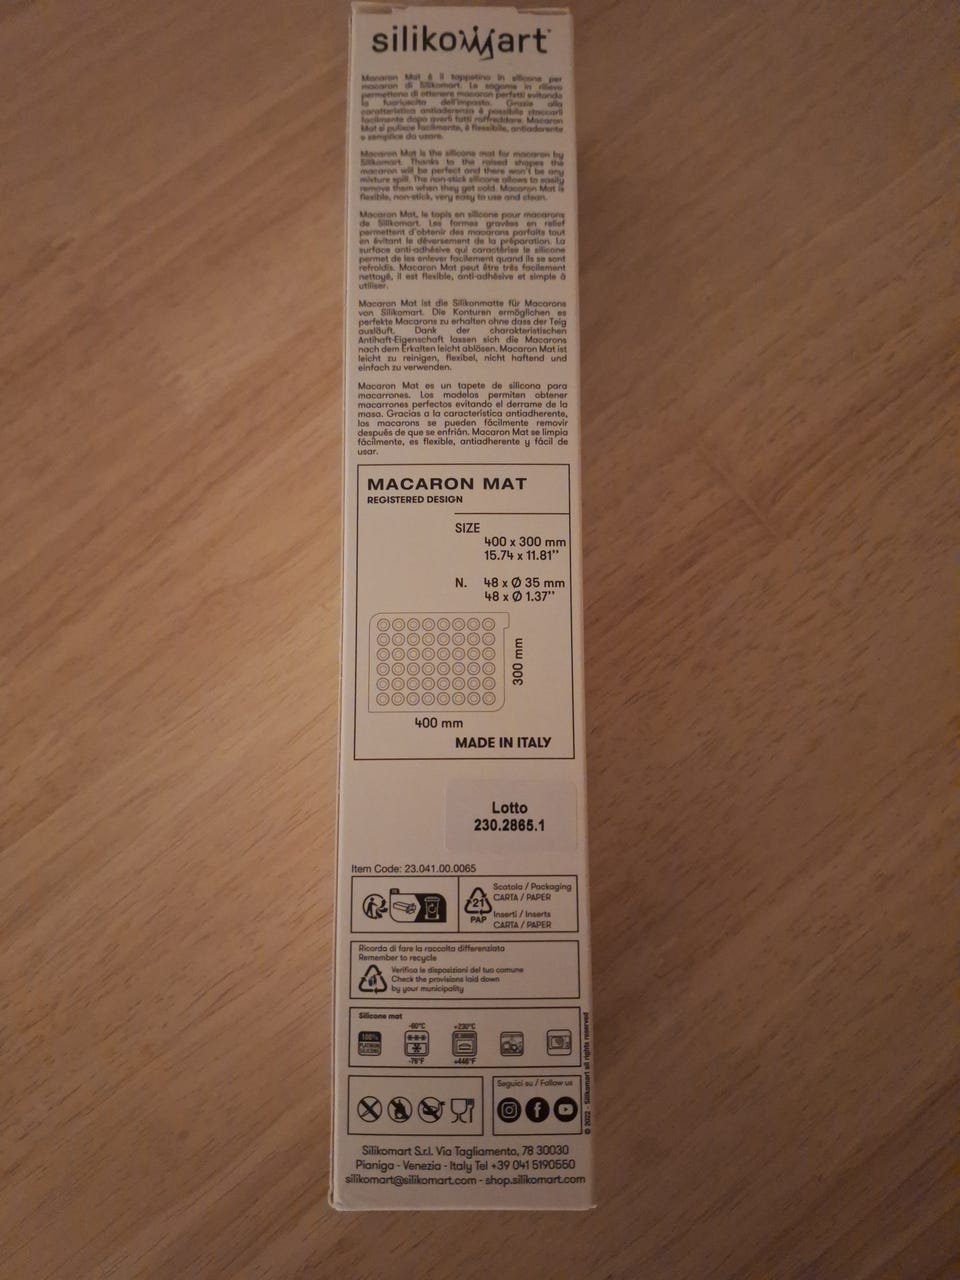 silikomart
Macaron Mat è il tappetino in silicone per
macaron di Silikomart. Le sagome in rilievo
permettono di ottenere macaron perfetti evitando
la fuoriuscita dell'impasto. Grazie alla
caratteristica antiaderenza è possibile staccarli
facilmente dopo averli fatti raffreddare. Macaron
Mat si pulisce facilmente, è flessibile, antiaderente
e semplice da usare.
Macaron Mat is the silicone mat for macaron by
Silikomart. Thanks to the raised shapes the
macaron will be perfect and there won't be any
mixture spill. The non-stick silicone allows to easily
remove them when they get cold. Macaron Mat is
flexible, non-stick, very easy to use and clean.
Macaron Mat, le tapis en silicone pour macarons
de Silikomart. Les formes gravées en relief
permettent d'obtenir des macarons parfaits tout
en évitant le déversement de la préparation. La
surface anti-adhésive qui caractérise le silicone
permet de les enlever facilement quand ils se sont
refroidis. Macaron Mat peut être très facilement
nettoyé, il est flexible, anti-adhésive et simple à
utiliser.
Macaron Mat ist die Silikonmatte für Macarons
von Silikomart. Die Konturen ermöglichen es
perfekte Macarons zu erhalten ohne dass der Teig
ausläuft. Dank der charakteristischen
Antihaft-Eigenschaft lassen sich die Macarons
nach dem Erkalten leicht ablösen. Macaron Mat ist
leicht zu reinigen, flexibel, nicht haftend und
einfach zu verwenden.
Macaron Mat es un tapete de silicona para
macarrones. Los modelos permiten obtener
macarrones perfectos evitando el derrame de la
masa. Gracias a la característica antiadherente,
los macarons se pueden fácilmente removir
después de que se enfrián. Macaron Mat se limpia
fácilmente, es flexible, antiadherente y fácil de
usar.
MACARON MAT
REGISTERED DESIGN
SIZE
400 x 300 mm
15.74 x 11.81’’
N. 48 x Ø 35 mm
48 x Ø 1.37’’
300 mm
400 mm
MADE IN ITALY
Lotto
230.2865.1
Item Code: 23.041.00.0065
21
PAP
Scatola / Packaging
CARTA / PAPER
Inserti / Inserts
CARTA / PAPER
Ricorda di fare la raccolta differenziata
Remember to recycle
Verifica le disposizioni del tuo comune
Check the provisions laid down
by your municipality
Silicone mat
100%
PLATINUM
SILICONE
-60°C
-76°F
+230°C
+446°F
© 2022 - Silikomart all rights reserved
Seguici su / Follow us
Silikomart S.r.l. Via Tagliamento, 78 30030
Pianiga - Venezia - Italy Tel +39 041 5190550
silikomart@silikomart.com - shop.silikomart.com